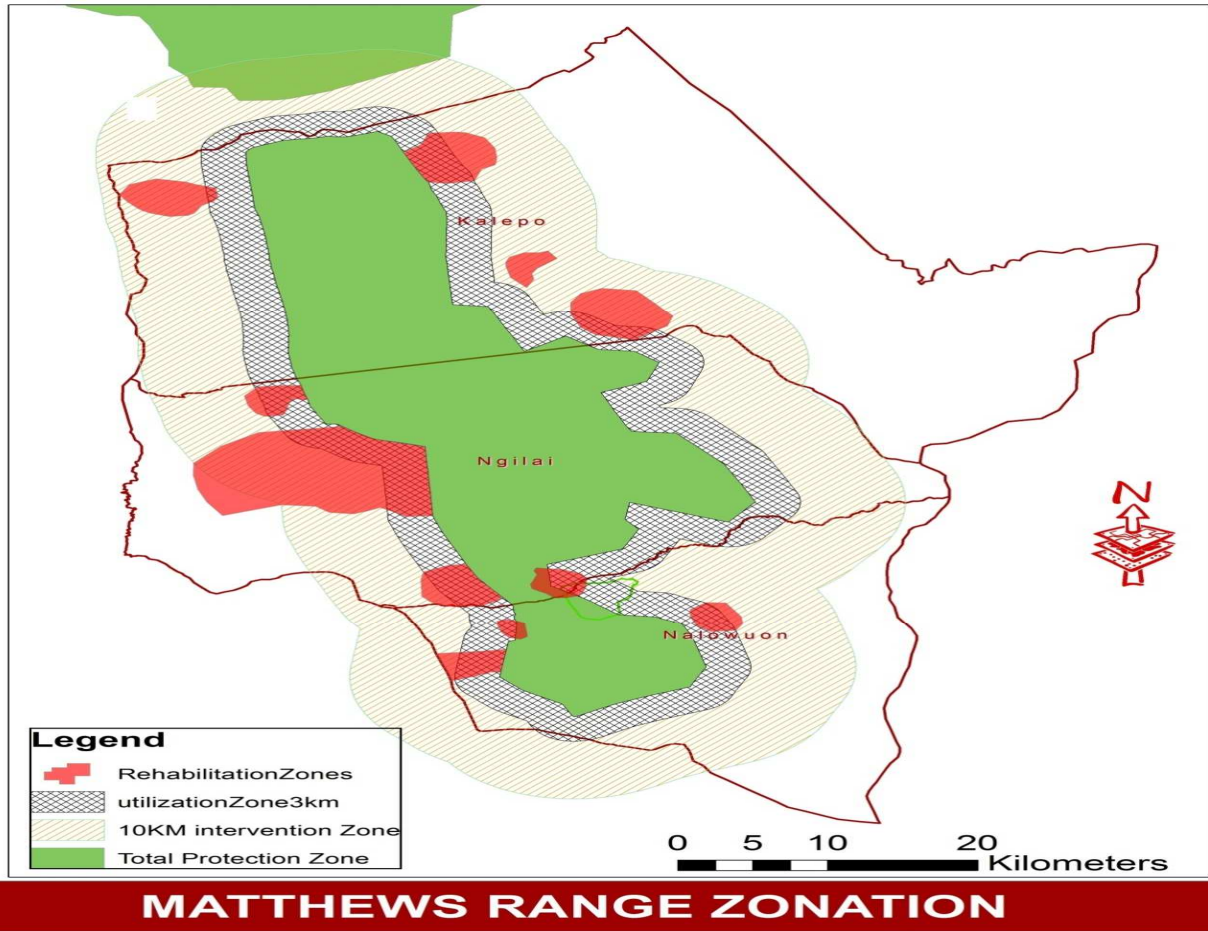 Kalepo
Ngilai
Nalowuon
N
Legend
RehabilitationZones
utilizationZone3km
10KM intervention Zone
Total Protection Zone
0 5 10 20
Kilometers
MATTHEWS RANGE ZONATION